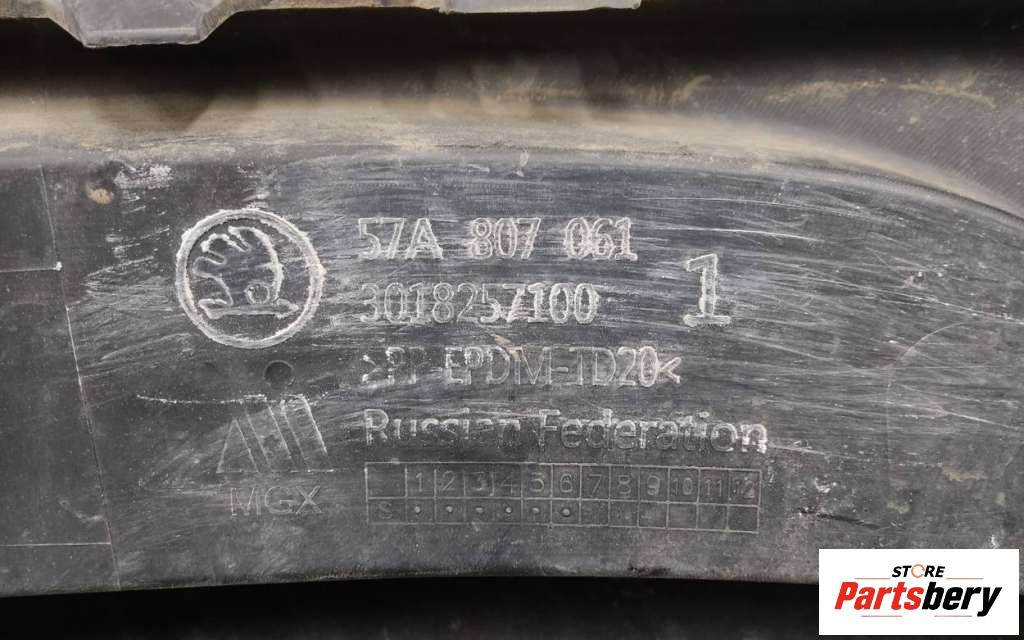 57A 807 061
3018257100
1
>PP-EPDM-TD20<
Russian Federation
MGX
1 2 3 4 5 6 7 8 9 10 11 12
S
STORE
Partsbery